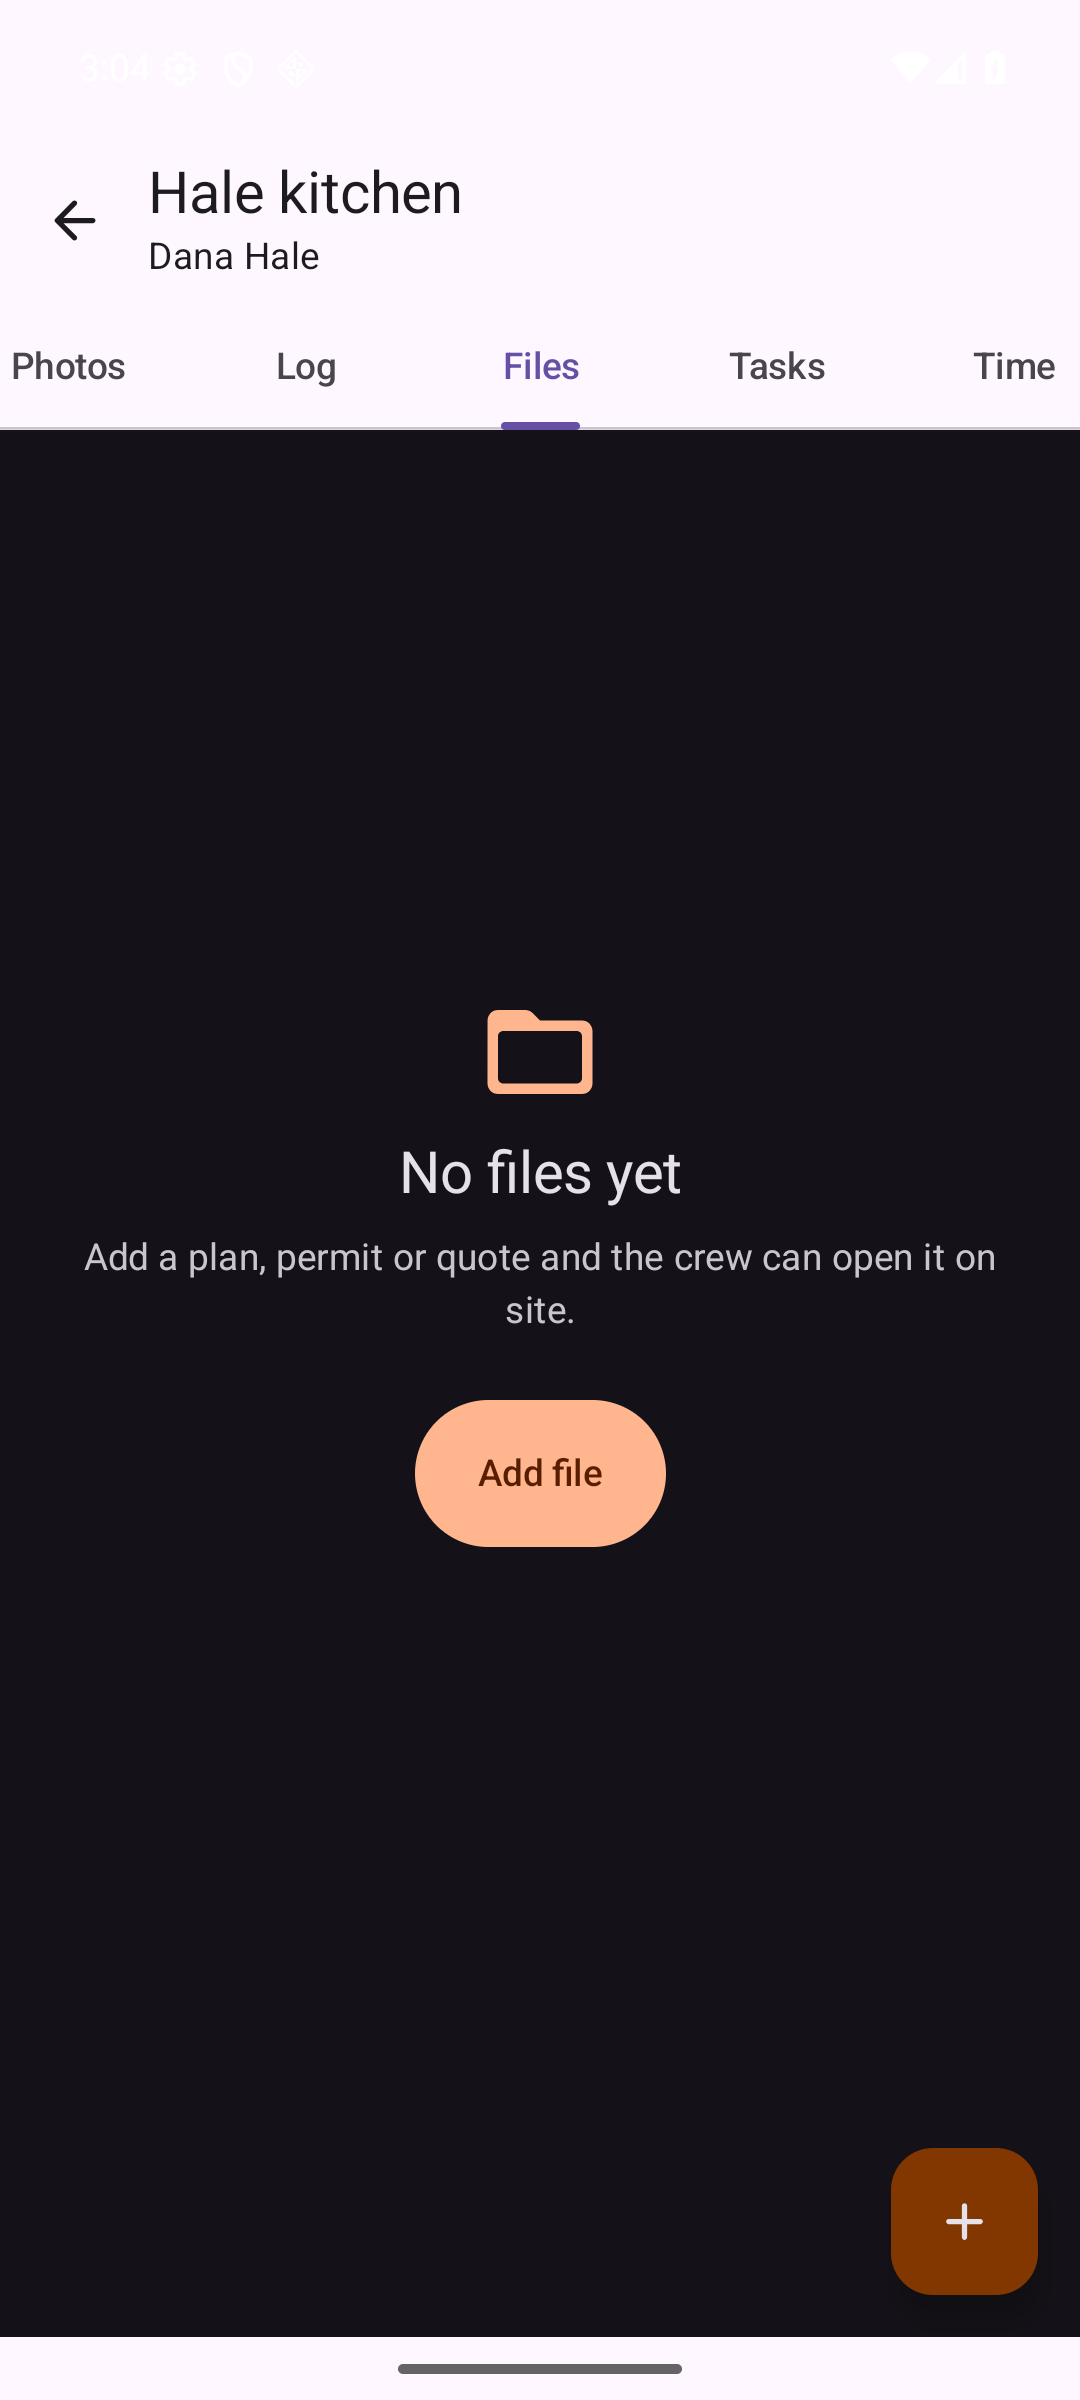 3:04
Hale kitchen
Dana Hale
Photos
Log
Files
Tasks
Time
No files yet
Add a plan, permit or quote and the crew can open it on
site.
Add file